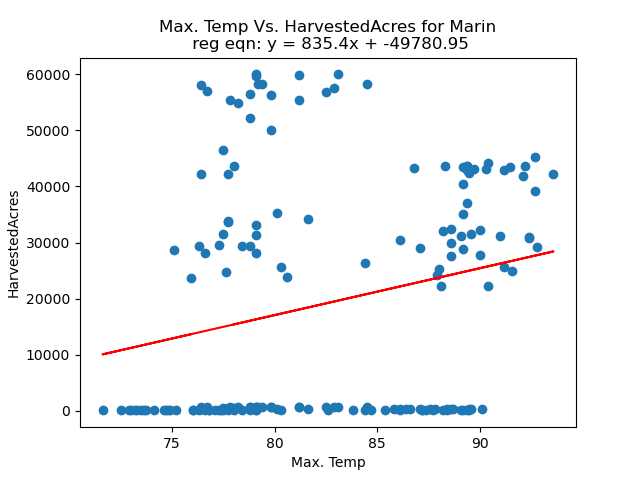 Max. Temp Vs. HarvestedAcres for Marin
reg eqn: y = 835.4x + -49780.95
60000
50000
40000
30000
20000
10000
0
HarvestedAcres
75
80
85
90
Max. Temp